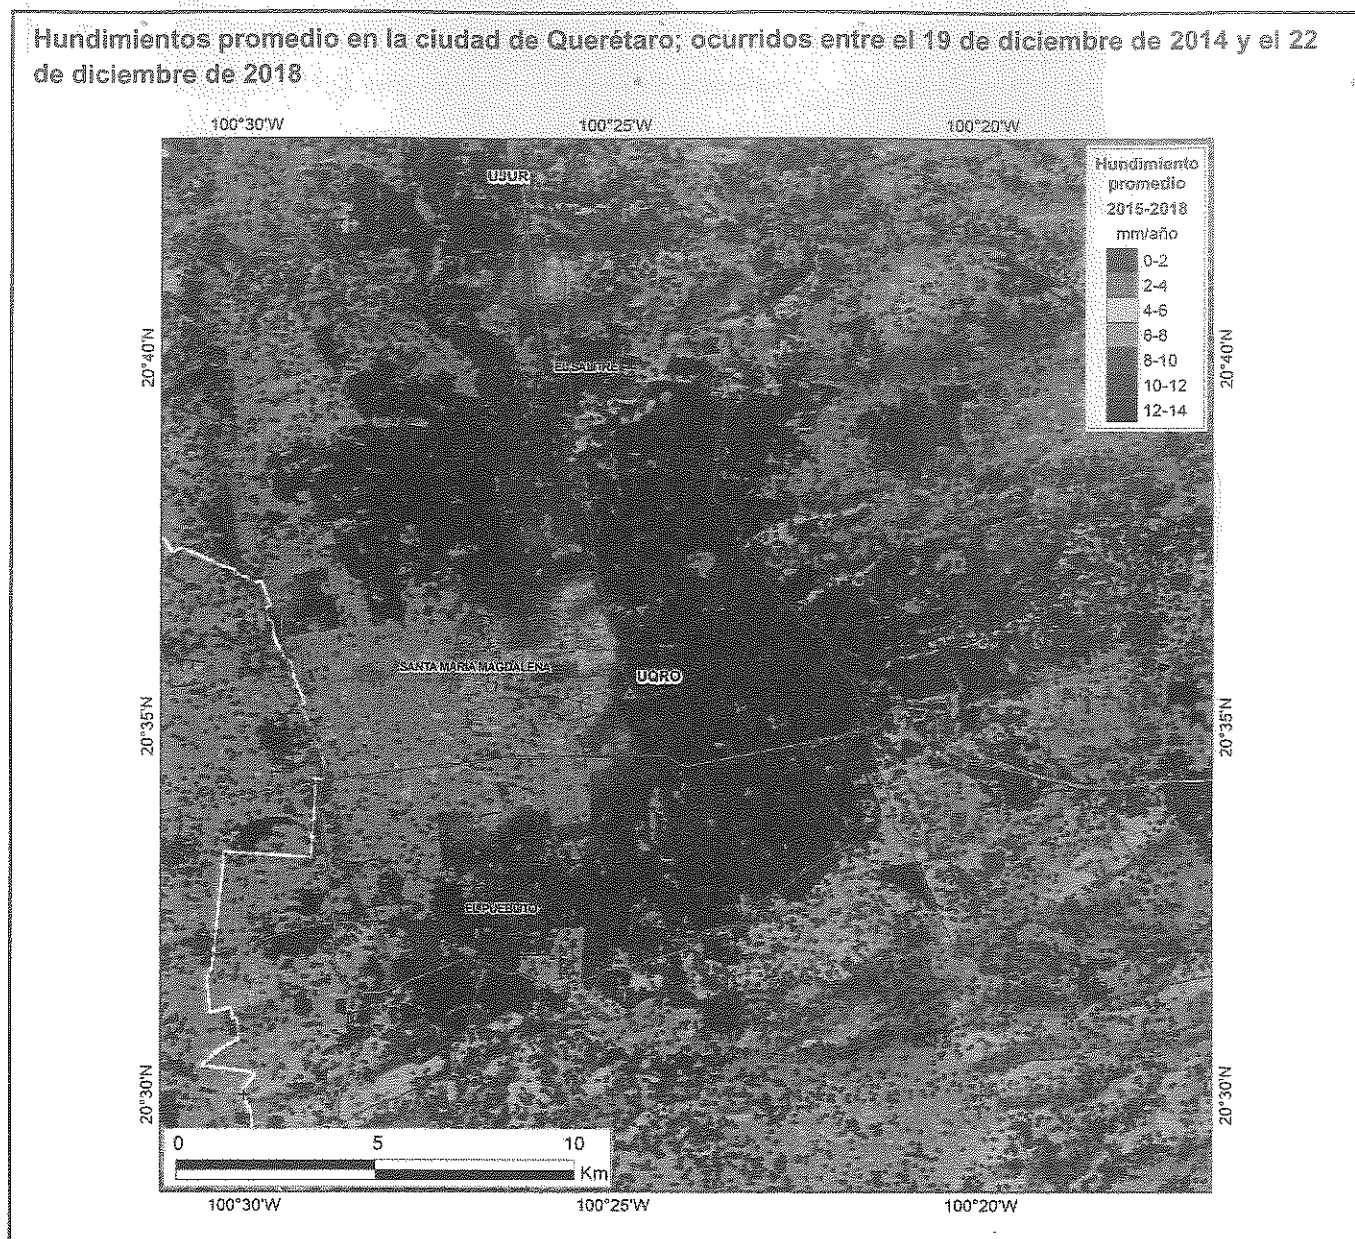 Hundimientos promedio en la ciudad de Querétaro; ocurridos entre el 19 de diciembre de 2014 y el 22
de diciembre de 2018
100°30'W 100°25'W 100°20'W
UJUR
Hundimiento
promedio
2015-2018
mm/año
0-2
2-4
4-6
6-8
8-10
10-12
12-14
20°40'N 20°40'N
EL SALITRE
SANTA MARIA MAGDALENA
UQRO
20°35'N 20°35'N
EL PUEBLITO
20°30'N 20°30'N
0 5 10
Km
100°30'W 100°25'W 100°20'W